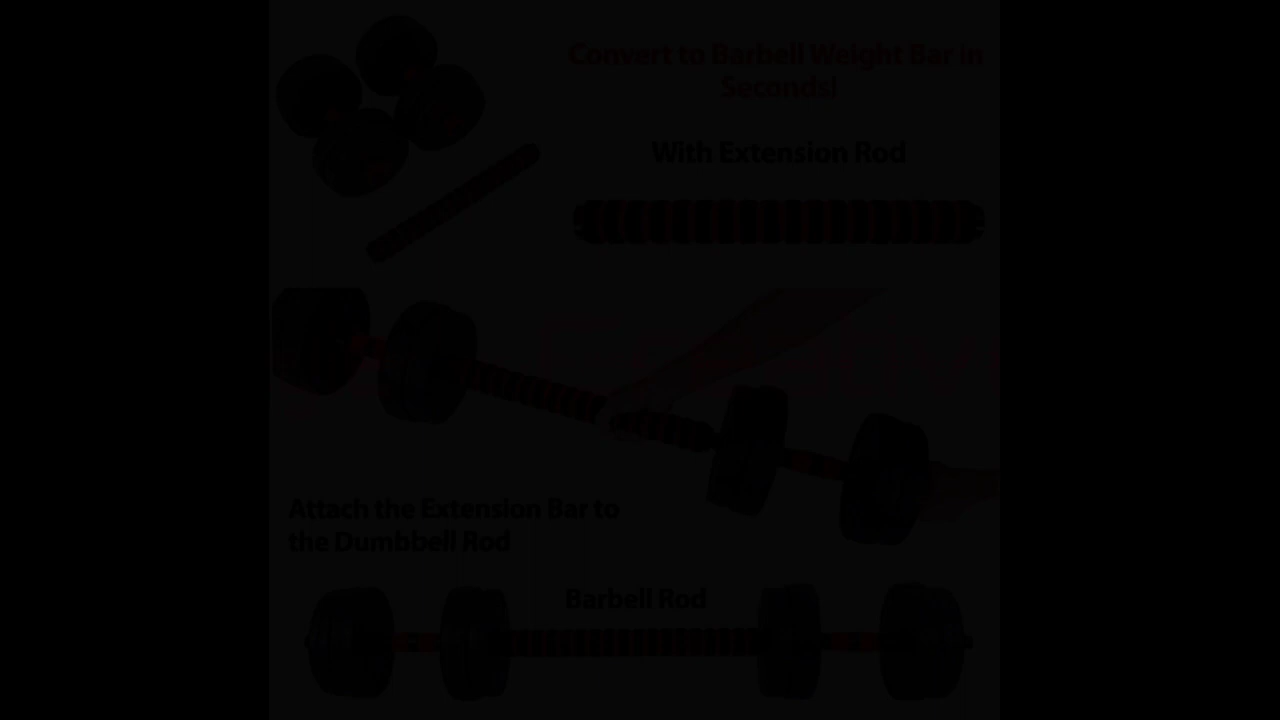 Convert to Barbell Weight Bar in
Seconds!
With Extension Rod
Attach the Extension Bar to
the Dumbbell Rod
Barbell Rod